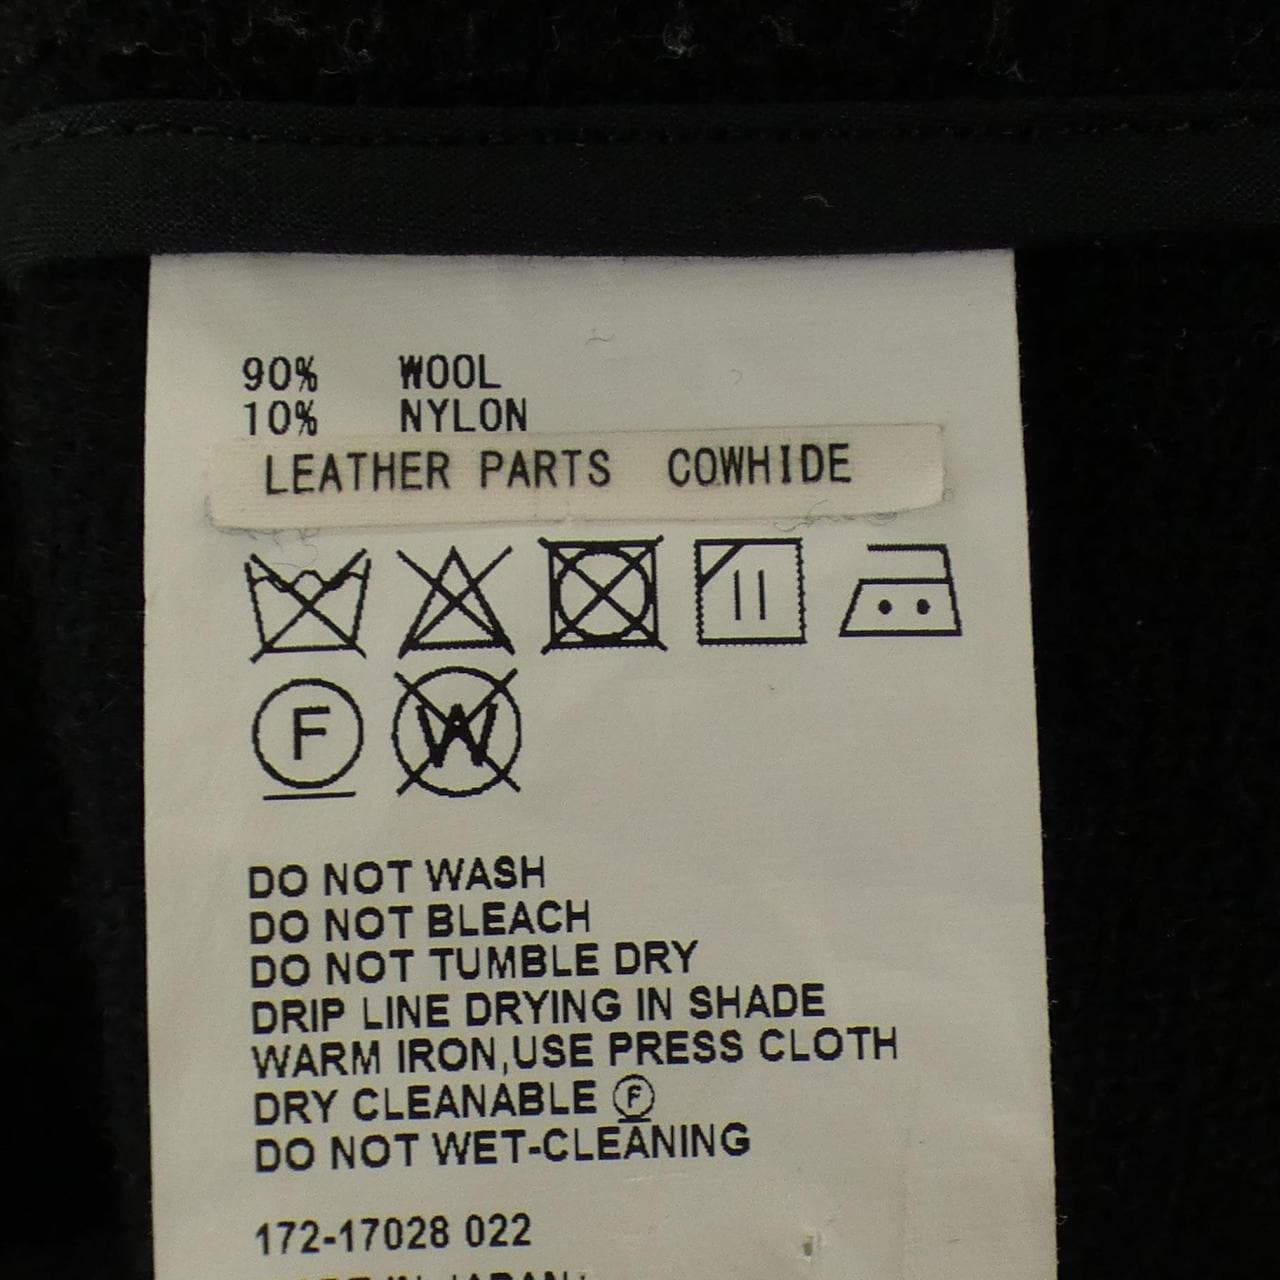 90% WOOL
10% NYLON
LEATHER PARTS COWHIDE
F W
DO NOT WASH
DO NOT BLEACH
DO NOT TUMBLE DRY
DRIP LINE DRYING IN SHADE
WARM IRON,USE PRESS CLOTH
DRY CLEANABLE Ⓕ
DO NOT WET-CLEANING
172-17028 022